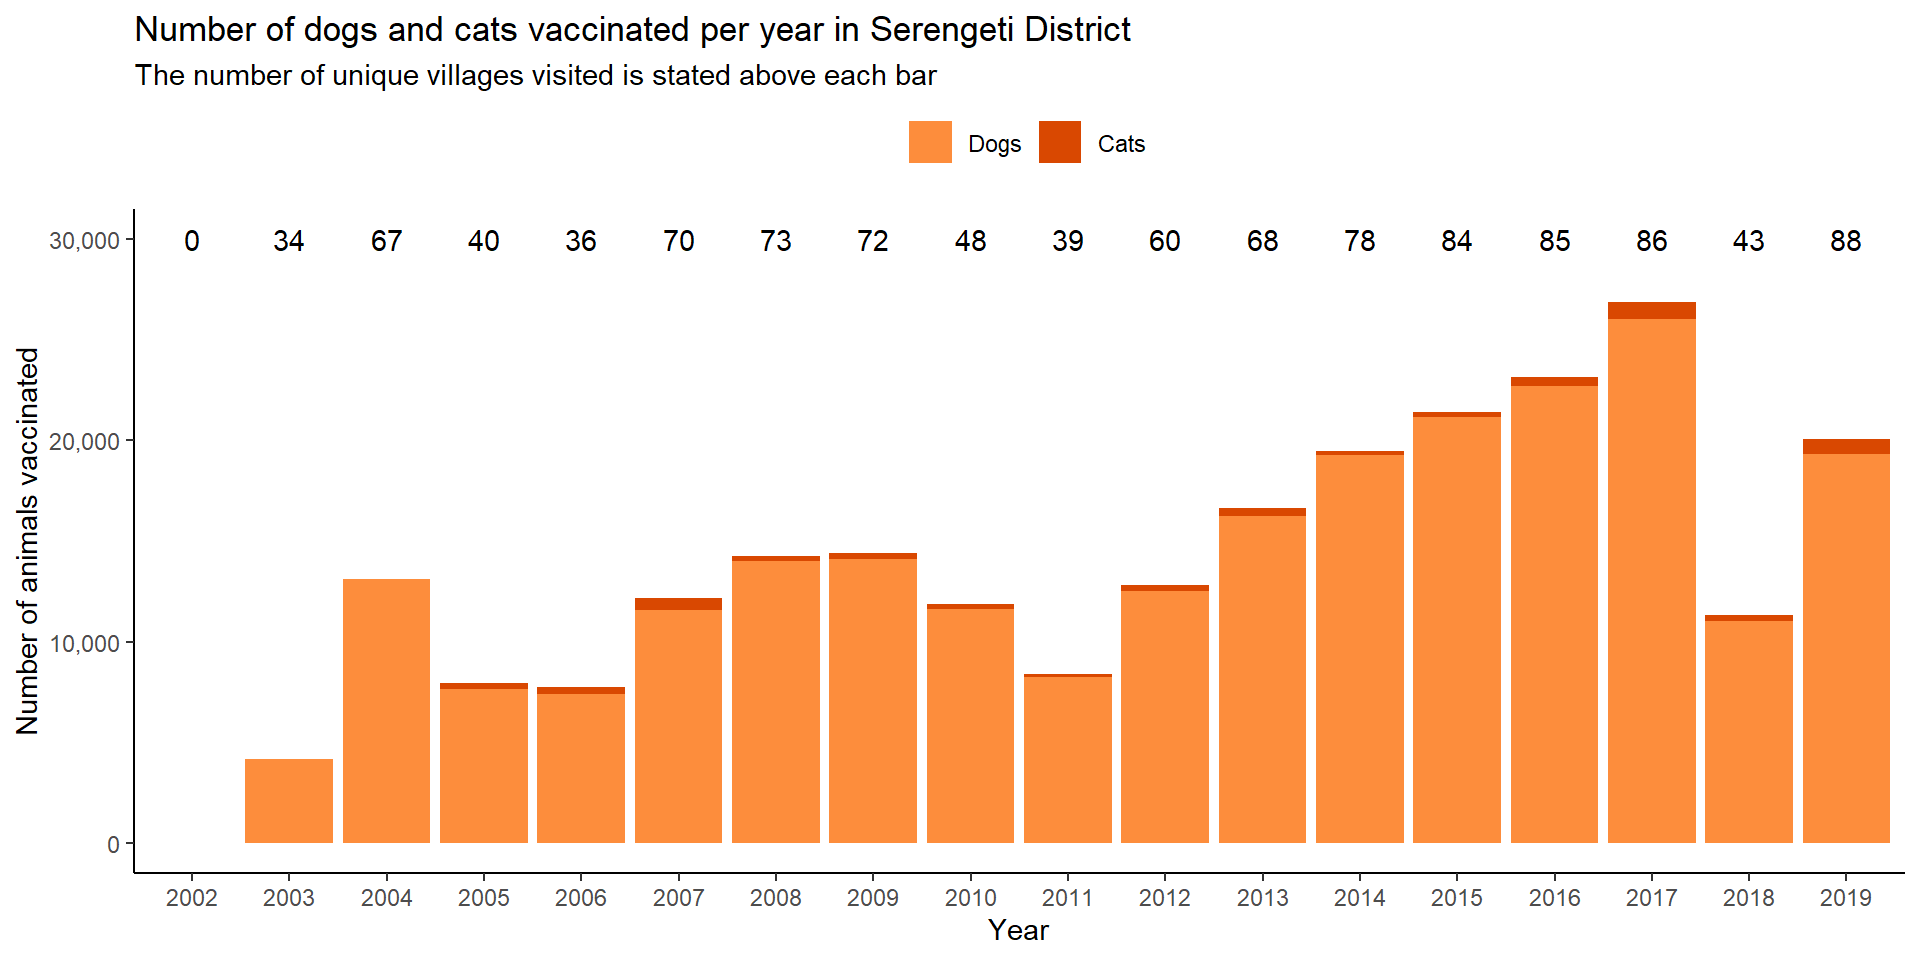 Number of dogs and cats vaccinated per year in Serengeti District
The number of unique villages visited is stated above each bar
Dogs Cats
30,000 0 34 67 40 36 70 73 72 48 39 60 68 78 84 85 86 43 88
20,000
10,000
0
Number of animals vaccinated
2002 2003 2004 2005 2006 2007 2008 2009 2010 2011 2012 2013 2014 2015 2016 2017 2018 2019
Year